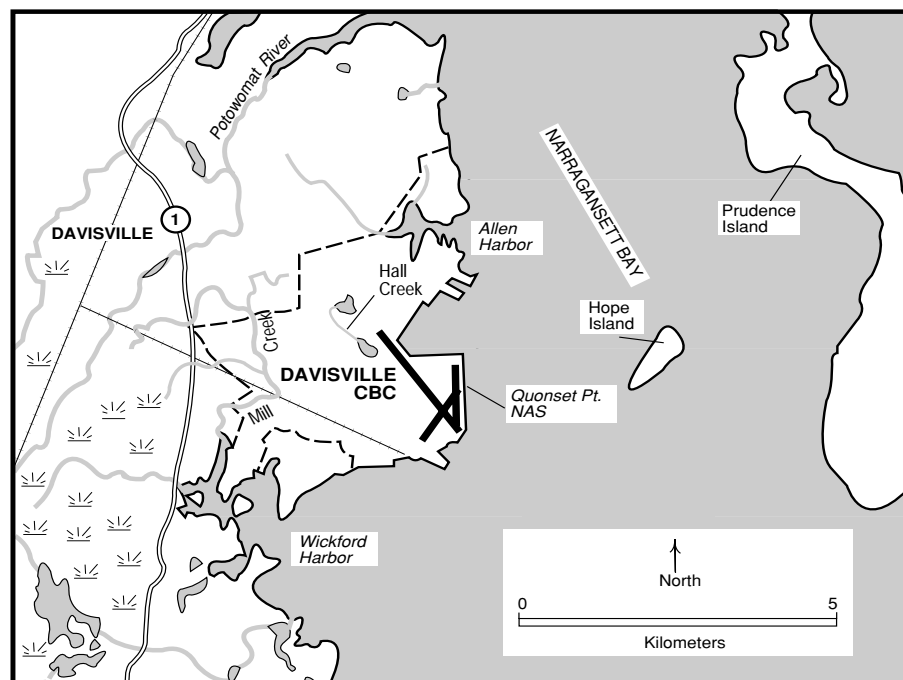 Potowomat River
1
DAVISVILLE
NARRAGANSETT BAY
Prudence
Island
Allen
Harbor
Hall
Creek
Hope
Island
Mill
Creek
DAVISVILLE
CBC
Quonset Pt.
NAS
Wickford
Harbor
North
0
5
Kilometers